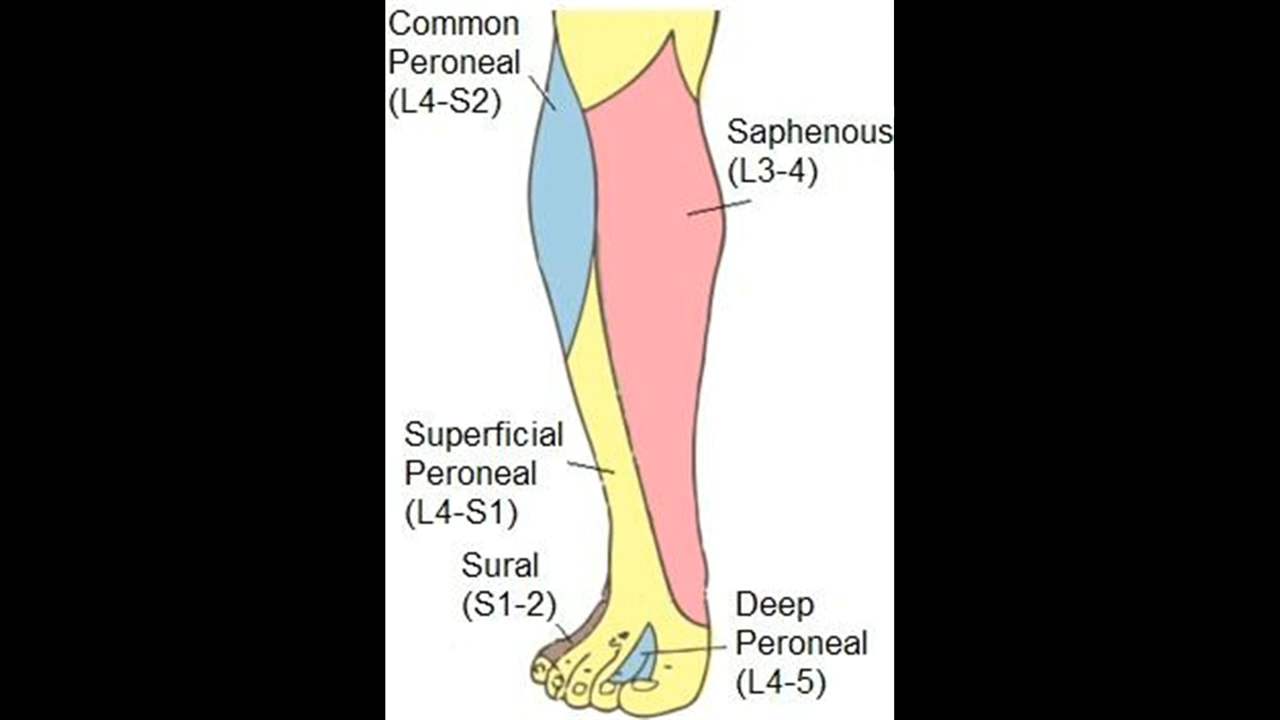 Common
Peroneal
(L4-S2)
Saphenous
(L3-4)
Superficial
Peroneal
(L4-S1)
Sural
(S1-2)
Deep
Peroneal
(L4-5)